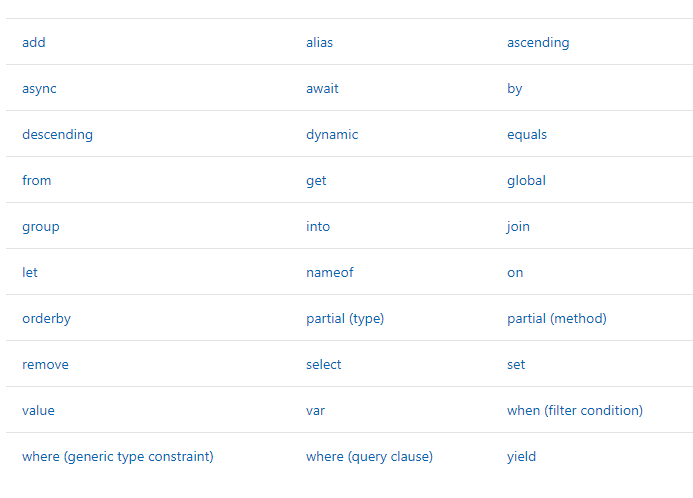 add alias ascending
async await by
descending dynamic equals
from get global
group into join
let nameof on
orderby partial (type) partial (method)
remove select set
value var when (filter condition)
where (generic type constraint) where (query clause) yield